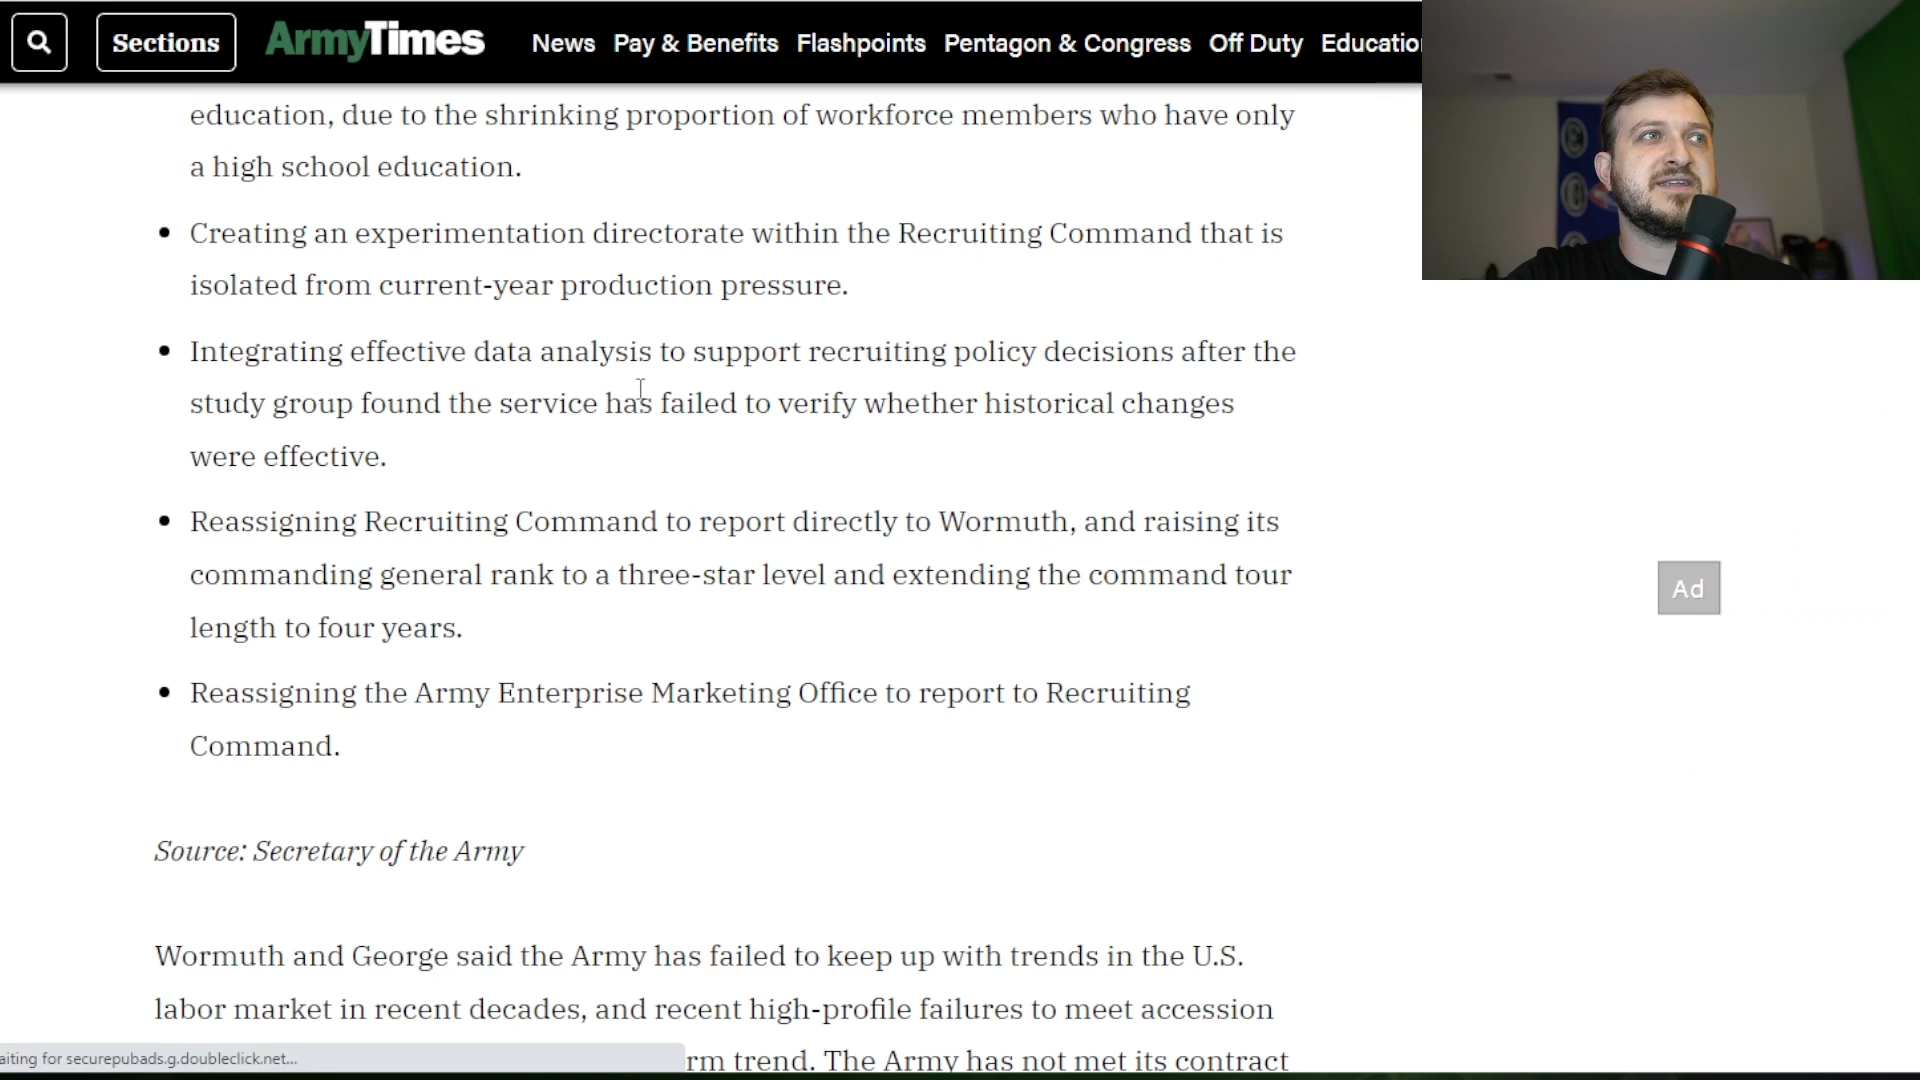 Sections
ArmyTimes
News Pay & Benefits Flashpoints Pentagon & Congress Off Duty Educatio
education, due to the shrinking proportion of workforce members who have only
a high school education.
• Creating an experimentation directorate within the Recruiting Command that is
isolated from current-year production pressure.
• Integrating effective data analysis to support recruiting policy decisions after the
study group found the service has failed to verify whether historical changes
were effective.
• Reassigning Recruiting Command to report directly to Wormuth, and raising its
commanding general rank to a three-star level and extending the command tour
length to four years.
• Reassigning the Army Enterprise Marketing Office to report to Recruiting
Command.
Ad
Source: Secretary of the Army
Wormuth and George said the Army has failed to keep up with trends in the U.S.
labor market in recent decades, and recent high-profile failures to meet accession
rm trend. The Army has not met its contract
aiting for securepubads.g.doubleclick.net...